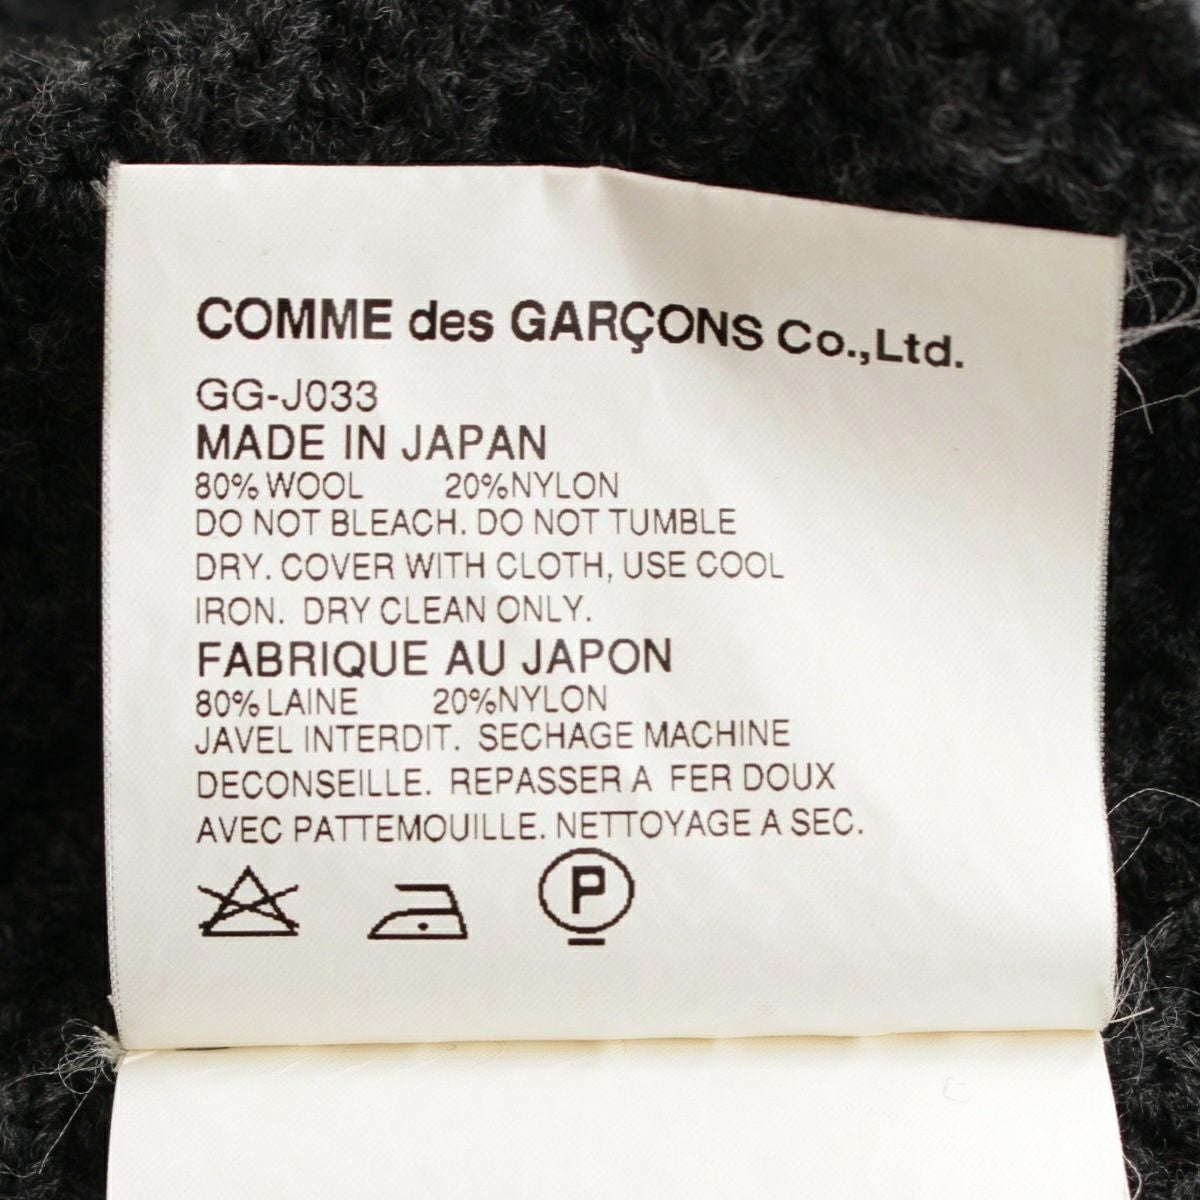 COMME des GARÇONS Co.,Ltd.
GG-J033
MADE IN JAPAN
80% WOOL 20%NYLON
DO NOT BLEACH. DO NOT TUMBLE
DRY. COVER WITH CLOTH, USE COOL
IRON. DRY CLEAN ONLY.
FABRIQUE AU JAPON
80% LAINE 20%NYLON
JAVEL INTERDIT. SECHAGE MACHINE
DECONSEILLE. REPASSER A FER DOUX
AVEC PATTEMOUILLE. NETTOYAGE A SEC.
P